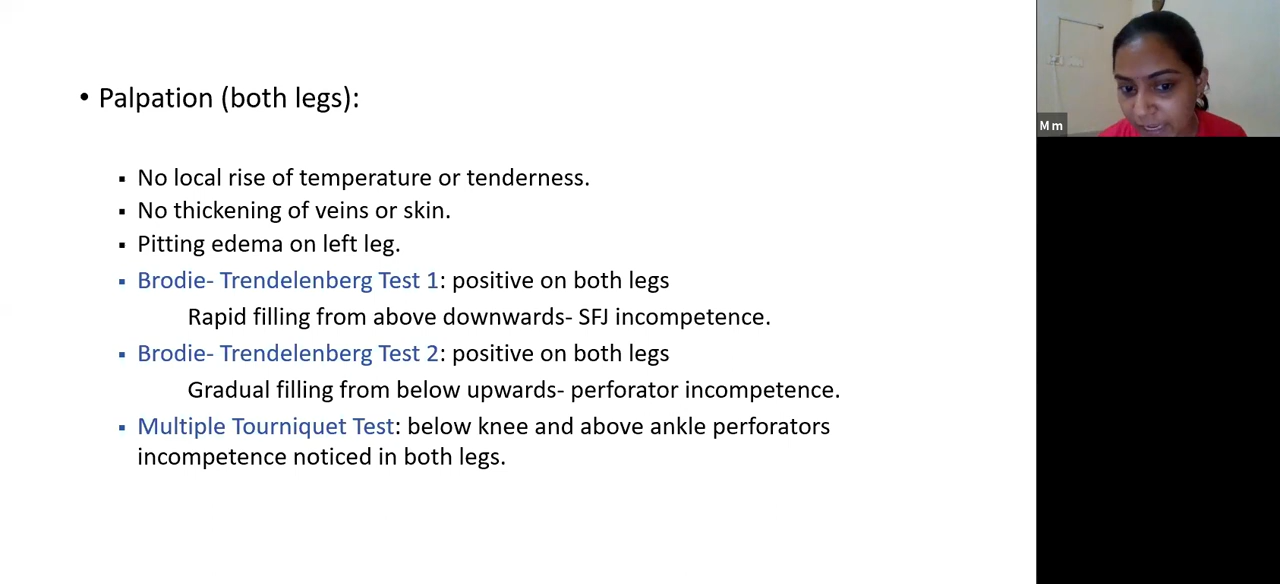 • Palpation (both legs):
▪ No local rise of temperature or tenderness.
▪ No thickening of veins or skin.
▪ Pitting edema on left leg.
▪ Brodie- Trendelenberg Test 1: positive on both legs
Rapid filling from above downwards- SFJ incompetence.
▪ Brodie- Trendelenberg Test 2: positive on both legs
Gradual filling from below upwards- perforator incompetence.
▪ Multiple Tourniquet Test: below knee and above ankle perforators
incompetence noticed in both legs.
M m